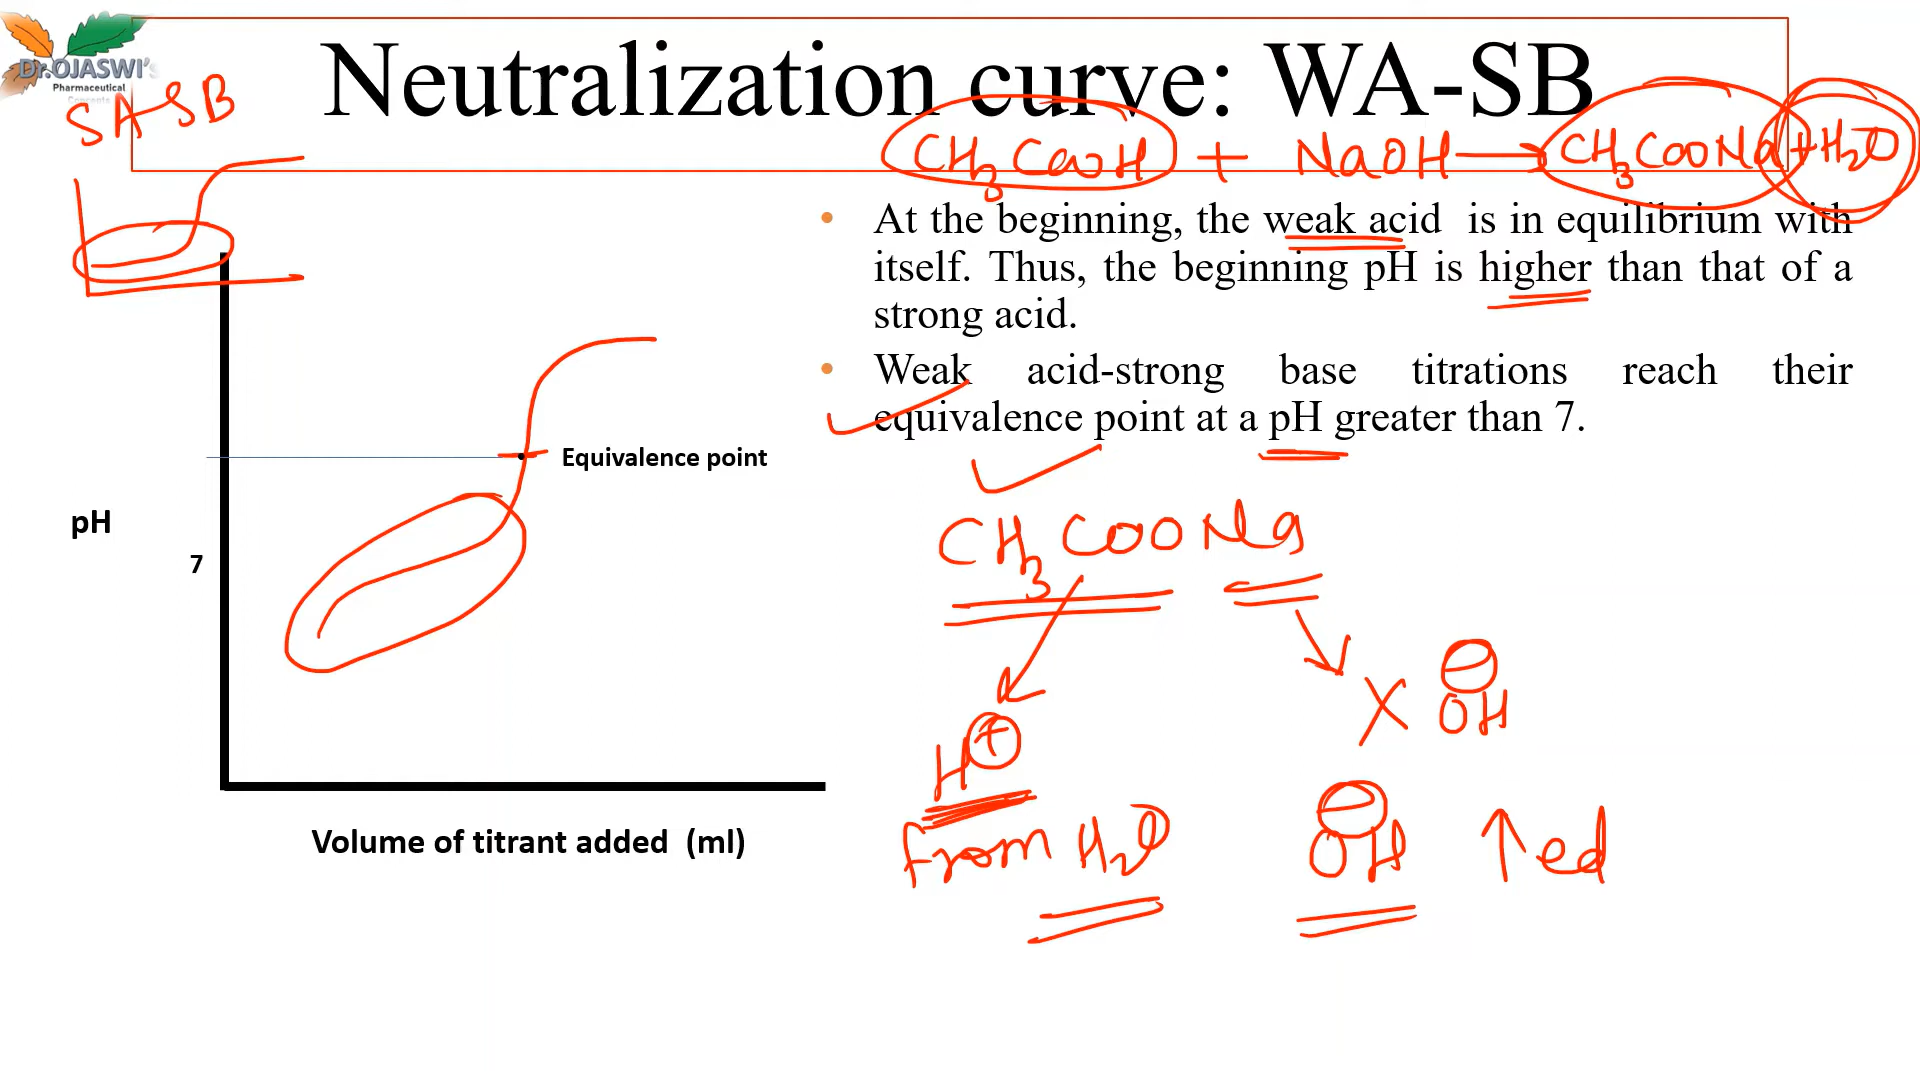 Dr.OJASWI's
Pharmaceutical
Concepts
Neutralization curve: WA-SB
SA-SB
CH3COOH + NaOH → CH3COONa + H2O
• At the beginning, the weak acid is in equilibrium with
itself. Thus, the beginning pH is higher than that of a
strong acid.
• Weak acid-strong base titrations reach their
equivalence point at a pH greater than 7.
Equivalence point
pH
7
Volume of titrant added (ml)
CH3COONa
H+
X OH⊖
from H2O
OH⊖ ↑ed